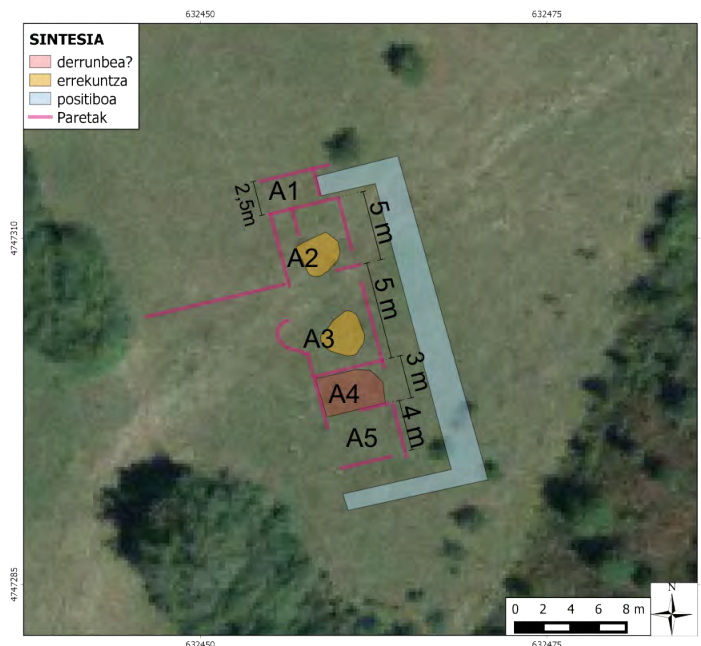 632450
632475
SINTESIA
derrunbea?
errekuntza
positiboa
Paretak
A1
2,5m
5 m
4747310
A2
5 m
A3
3 m
A4
4 m
A5
4747285
N
0 2 4 6 8 m
632450
632475